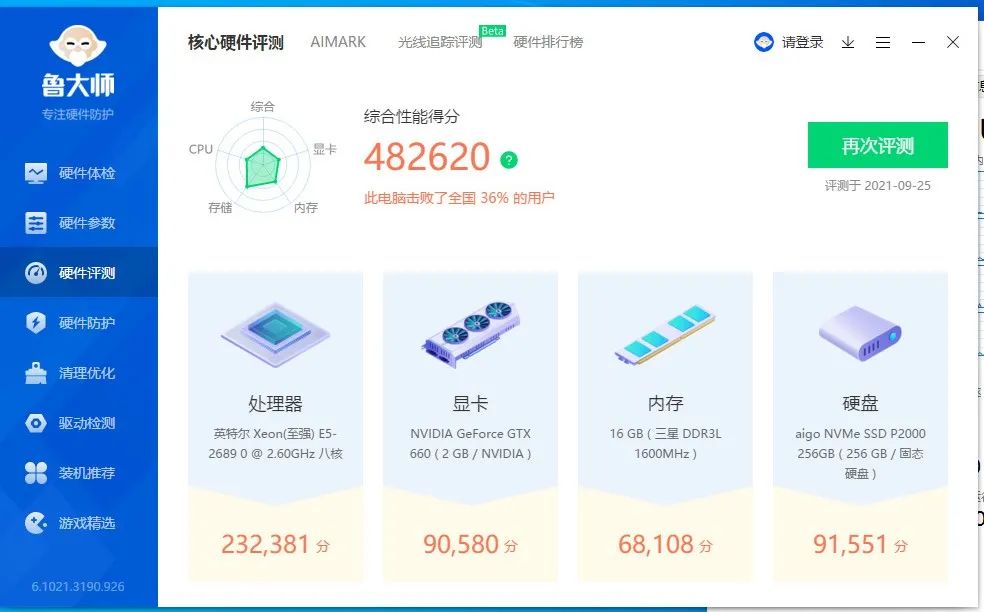 鲁大师
专注硬件防护
硬件体检
硬件参数
硬件评测
硬件防护
清理优化
驱动检测
装机推荐
游戏精选
6.1021.3190.926
核心硬件评测
AIMARK
光线追踪评测
Beta
硬件排行榜
请登录
综合
CPU
显卡
存储
内存
综合性能得分
482620
?
此电脑击败了全国 36% 的用户
再次评测
评测于 2021-09-25
处理器
英特尔 Xeon(至强) E5-
2689 0 @ 2.60GHz 八核
232,381 分
显卡
NVIDIA GeForce GTX
660 ( 2 GB / NVIDIA )
90,580 分
内存
16 GB ( 三星 DDR3L
1600MHz )
68,108 分
硬盘
aigo NVMe SSD P2000
256GB ( 256 GB / 固态
硬盘 )
91,551 分